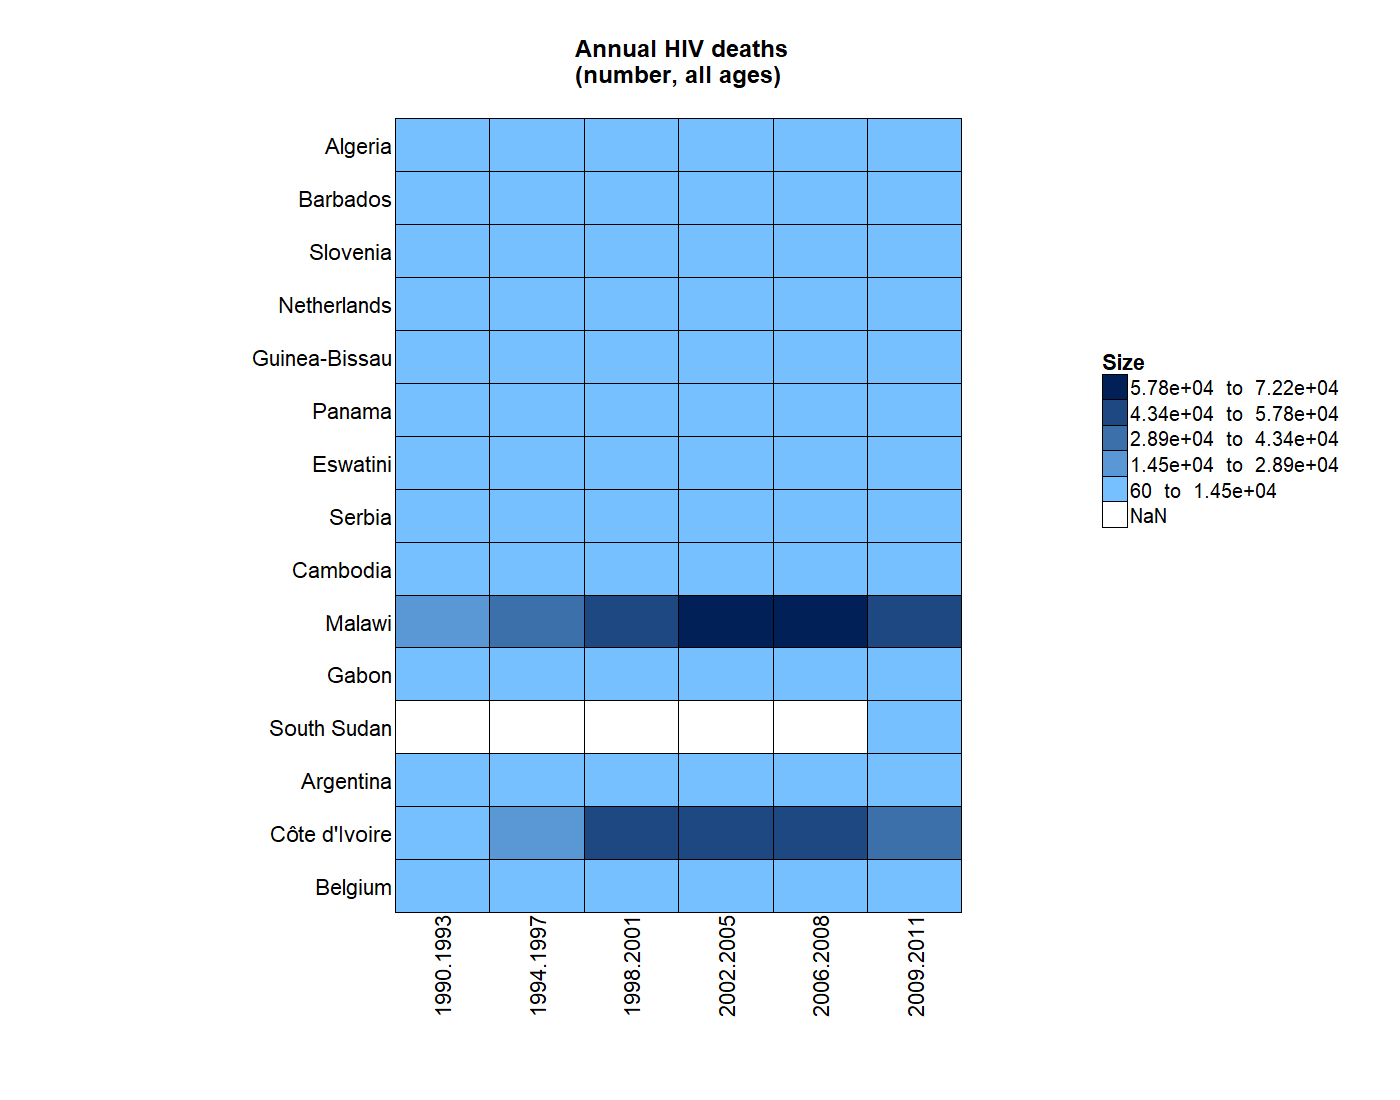 Annual HIV deaths
(number, all ages)
Algeria
Barbados
Slovenia
Netherlands
Guinea-Bissau
Panama
Eswatini
Serbia
Cambodia
Malawi
Gabon
South Sudan
Argentina
Côte d'Ivoire
Belgium
1990.1993
1994.1997
1998.2001
2002.2005
2006.2008
2009.2011
Size
5.78e+04 to 7.22e+04
4.34e+04 to 5.78e+04
2.89e+04 to 4.34e+04
1.45e+04 to 2.89e+04
60 to 1.45e+04
NaN